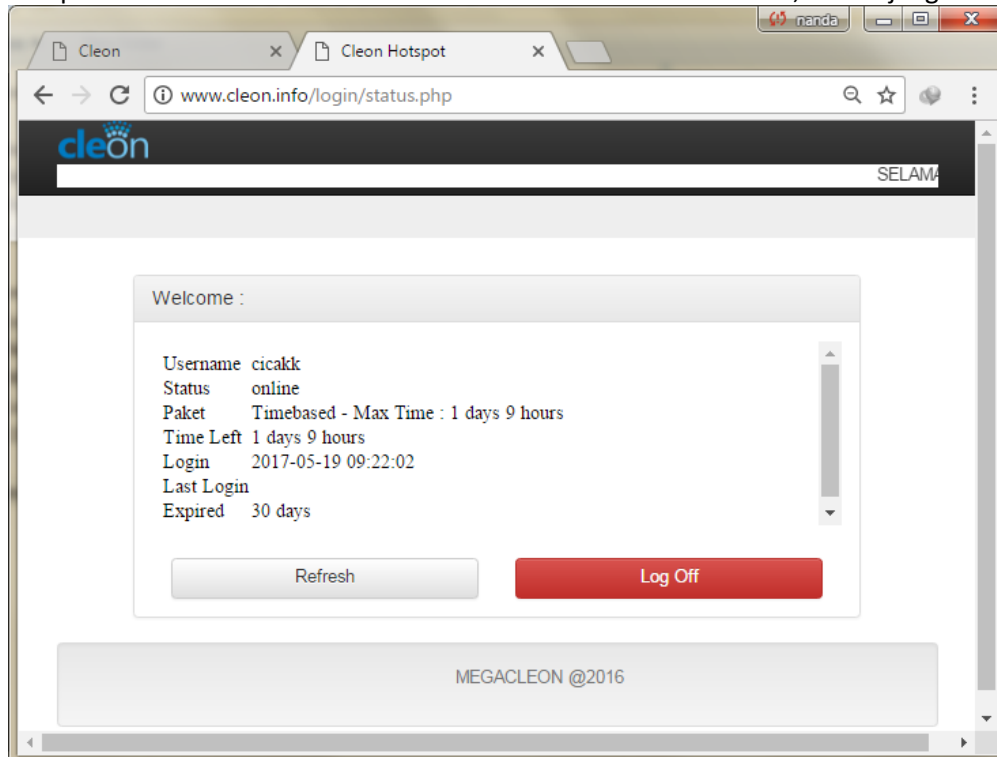 nanda
Cleon
Cleon Hotspot
www.cleon.info/login/status.php
cleon
SELAMA
Welcome :
Username cicakk
Status online
Paket Timebased - Max Time : 1 days 9 hours
Time Left 1 days 9 hours
Login 2017-05-19 09:22:02
Last Login
Expired 30 days
Refresh
Log Off
MEGACLEON @2016